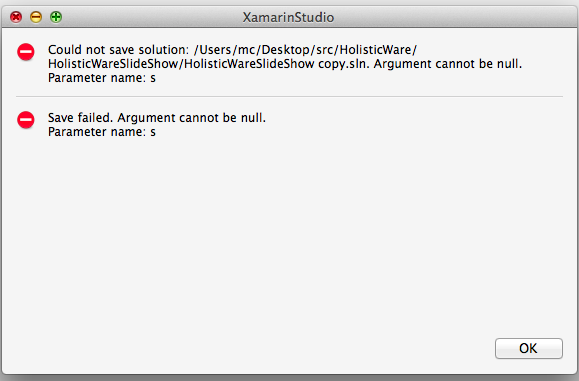 XamarinStudio
Could not save solution: /Users/mc/Desktop/src/HolisticWare/
HolisticWareSlideShow/HolisticWareSlideShow copy.sln. Argument cannot be null.
Parameter name: s
Save failed. Argument cannot be null.
Parameter name: s
OK